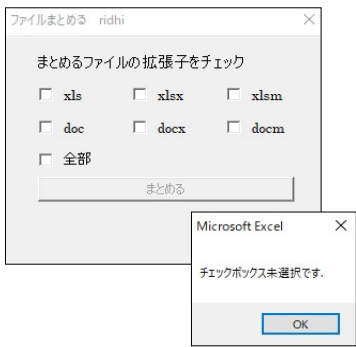 ファイルまとめる ridhi
まとめるファイルの拡張子をチェック
xls xlsx xlsm
doc docx docm
全部
まとめる
Microsoft Excel
チェックボックス未選択です.
OK